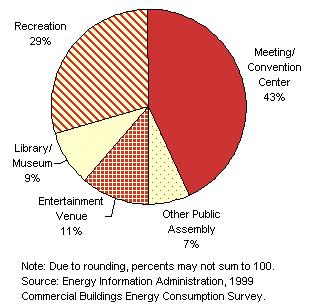 Recreation
29%
Meeting/
Convention
Center
43%
Library/
Museum
9%
Entertainment
Venue
11%
Other Public
Assembly
7%
Note: Due to rounding, percents may not sum to 100.
Source: Energy Information Administration, 1999
Commercial Buildings Energy Consumption Survey.